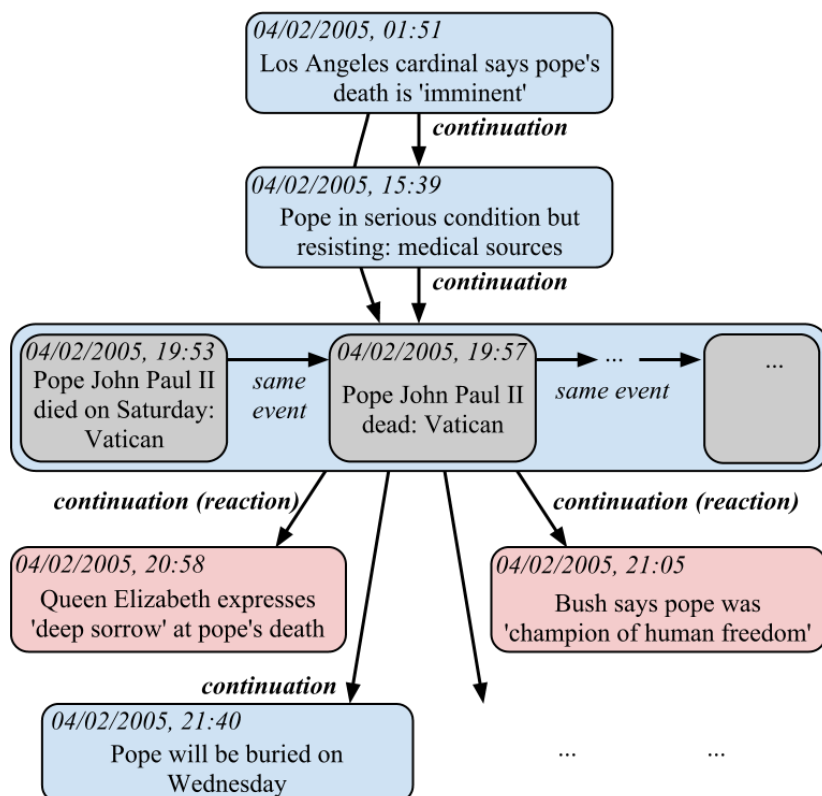 04/02/2005, 01:51
Los Angeles cardinal says pope's
death is 'imminent'
continuation
04/02/2005, 15:39
Pope in serious condition but
resisting: medical sources
continuation
04/02/2005, 19:53
Pope John Paul II
died on Saturday:
Vatican
same
event
04/02/2005, 19:57
Pope John Paul II
dead: Vatican
...
same event
...
continuation (reaction)
continuation (reaction)
04/02/2005, 20:58
Queen Elizabeth expresses
'deep sorrow' at pope's death
04/02/2005, 21:05
Bush says pope was
'champion of human freedom'
continuation
04/02/2005, 21:40
Pope will be buried on
Wednesday
...
...